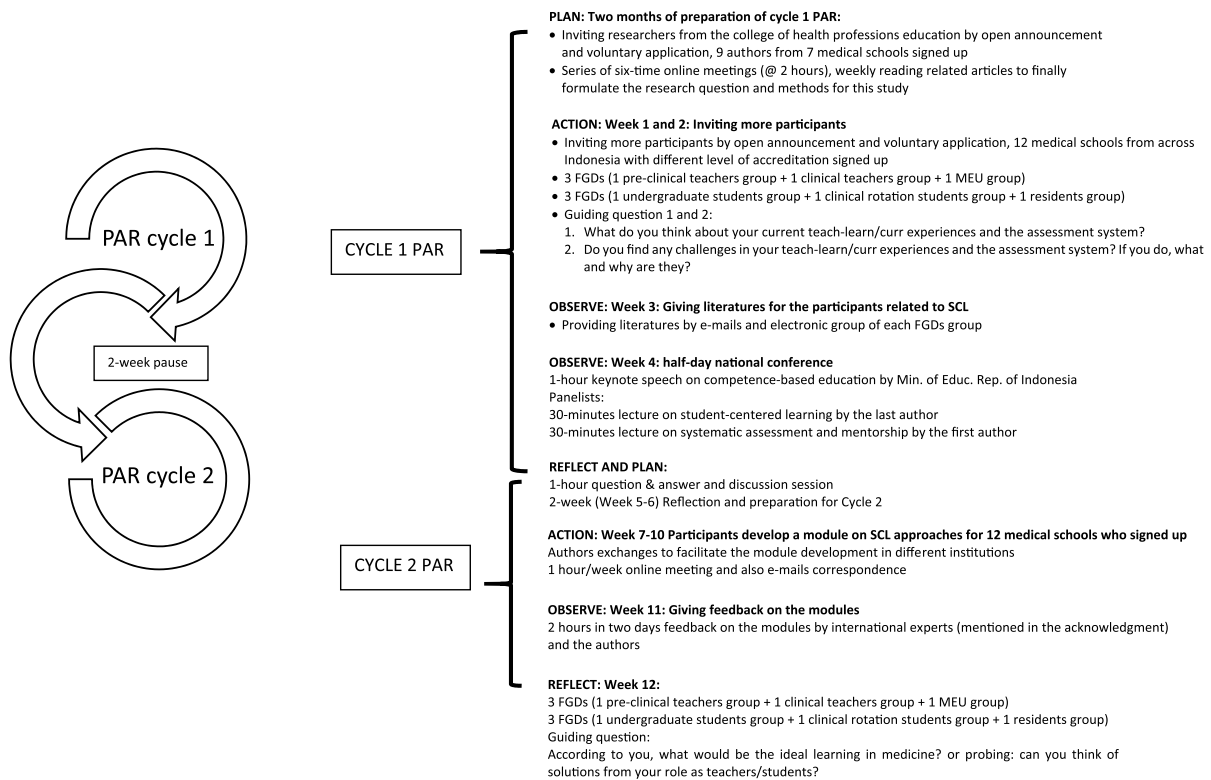 PAR cycle 1
2-week pause
PAR cycle 2
CYCLE 1 PAR
PLAN: Two months of preparation of cycle 1 PAR:
• Inviting researchers from the college of health professions education by open announcement
and voluntary application, 9 authors from 7 medical schools signed up
• Series of six-time online meetings (@ 2 hours), weekly reading related articles to finally
formulate the research question and methods for this study
ACTION: Week 1 and 2: Inviting more participants
• Inviting more participants by open announcement and voluntary application, 12 medical schools from across
Indonesia with different level of accreditation signed up
• 3 FGDs (1 pre-clinical teachers group + 1 clinical teachers group + 1 MEU group)
• 3 FGDs (1 undergraduate students group + 1 clinical rotation students group + 1 residents group)
• Guiding question 1 and 2:
1. What do you think about your current teach-learn/curr experiences and the assessment system?
2. Do you find any challenges in your teach-learn/curr experiences and the assessment system? If you do, what
and why are they?
OBSERVE: Week 3: Giving literatures for the participants related to SCL
• Providing literatures by e-mails and electronic group of each FGDs group
OBSERVE: Week 4: half-day national conference
1-hour keynote speech on competence-based education by Min. of Educ. Rep. of Indonesia
Panelists:
30-minutes lecture on student-centered learning by the last author
30-minutes lecture on systematic assessment and mentorship by the first author
REFLECT AND PLAN:
1-hour question & answer and discussion session
2-week (Week 5-6) Reflection and preparation for Cycle 2
CYCLE 2 PAR
ACTION: Week 7-10 Participants develop a module on SCL approaches for 12 medical schools who signed up
Authors exchanges to facilitate the module development in different institutions
1 hour/week online meeting and also e-mails correspondence
OBSERVE: Week 11: Giving feedback on the modules
2 hours in two days feedback on the modules by international experts (mentioned in the acknowledgment)
and the authors
REFLECT: Week 12:
3 FGDs (1 pre-clinical teachers group + 1 clinical teachers group + 1 MEU group)
3 FGDs (1 undergraduate students group + 1 clinical rotation students group + 1 residents group)
Guiding question:
According to you, what would be the ideal learning in medicine? or probing: can you think of
solutions from your role as teachers/students?